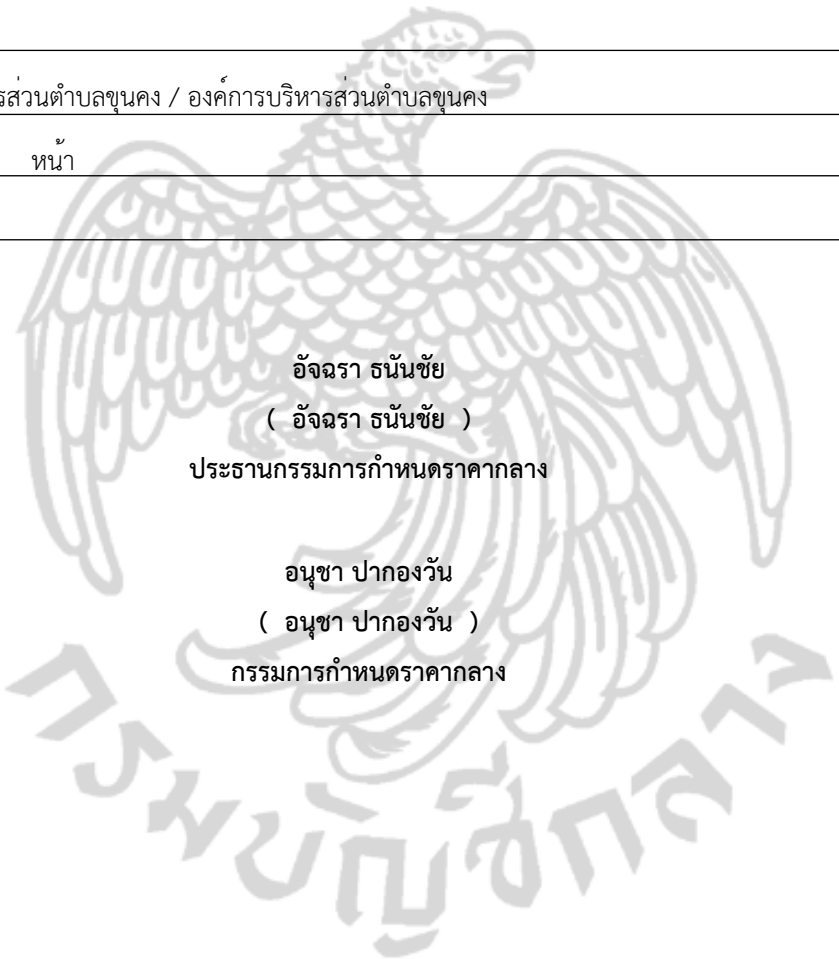 รส่วนตำบลขุนคง / องค์การบริหารส่วนตำบลขุนคง
หน้า
อัจฉรา ธนันชัย
( อัจฉรา ธนันชัย )
ประธานกรรมการกำหนดราคากลาง
อนุชา ปากองวัน
( อนุชา ปากองวัน )
กรรมการกำหนดราคากลาง
กรมบัญชีกลาง